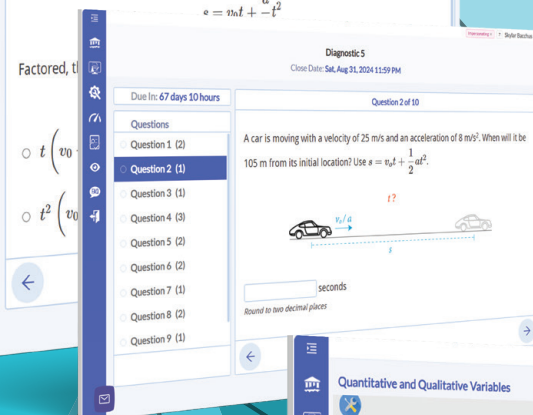 s = v₀t + a/ t²
Factored, t
t ( v₀
t² ( v₀
Diagnostic 5
Close Date: Sat, Aug 31, 2024 11:59 PM
Due In: 67 days 10 hours
Questions
Question 1 (2)
Question 2 (1)
Question 3 (1)
Question 4 (3)
Question 5 (2)
Question 6 (2)
Question 7 (1)
Question 8 (2)
Question 9 (1)
Question 2 of 10
A car is moving with a velocity of 25 m/s and an acceleration of 8 m/s². When will it be
105 m from its initial location? Use s = v₀t + 1/2 at².
t ?
v₀/a
s
seconds
Round to two decimal places
Quantitative and Qualitative Variables